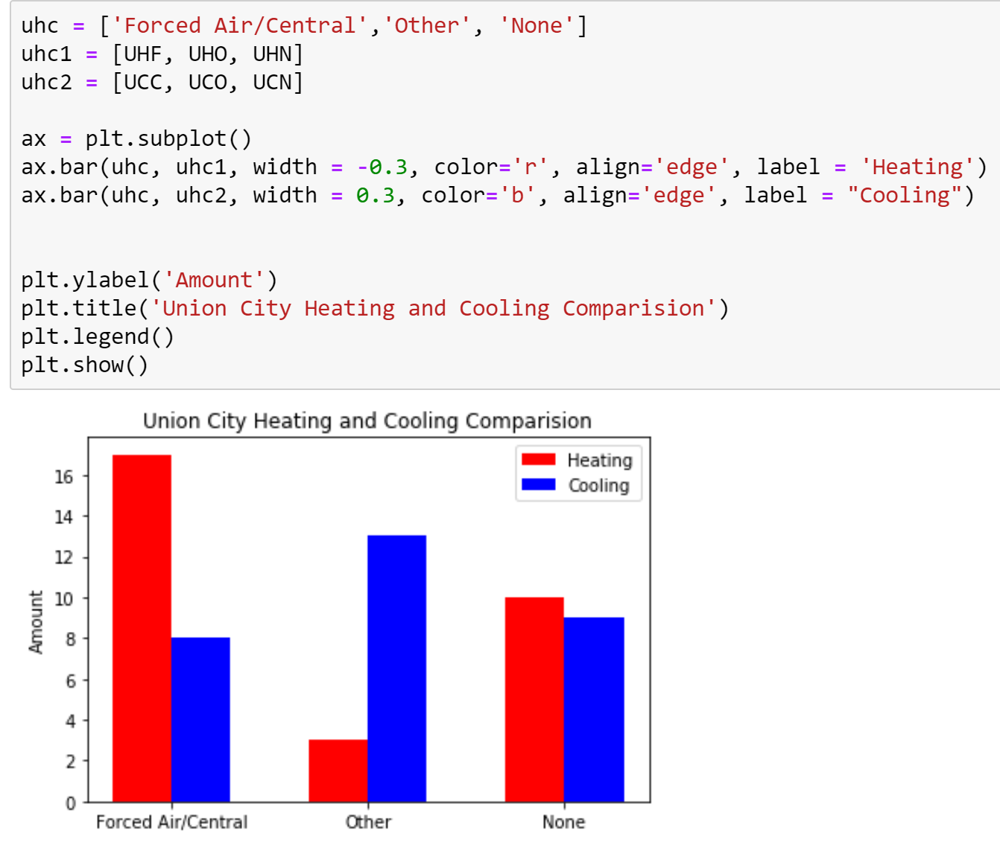 uhc = ['Forced Air/Central','Other', 'None']
uhc1 = [UHF, UHO, UHN]
uhc2 = [UCC, UCO, UCN]
ax = plt.subplot()
ax.bar(uhc, uhc1, width = -0.3, color='r', align='edge', label = 'Heating')
ax.bar(uhc, uhc2, width = 0.3, color='b', align='edge', label = "Cooling")
plt.ylabel('Amount')
plt.title('Union City Heating and Cooling Comparision')
plt.legend()
plt.show()
Union City Heating and Cooling Comparision
Heating
Cooling
16
14
12
10
8
6
4
2
0
Amount
Forced Air/Central
Other
None